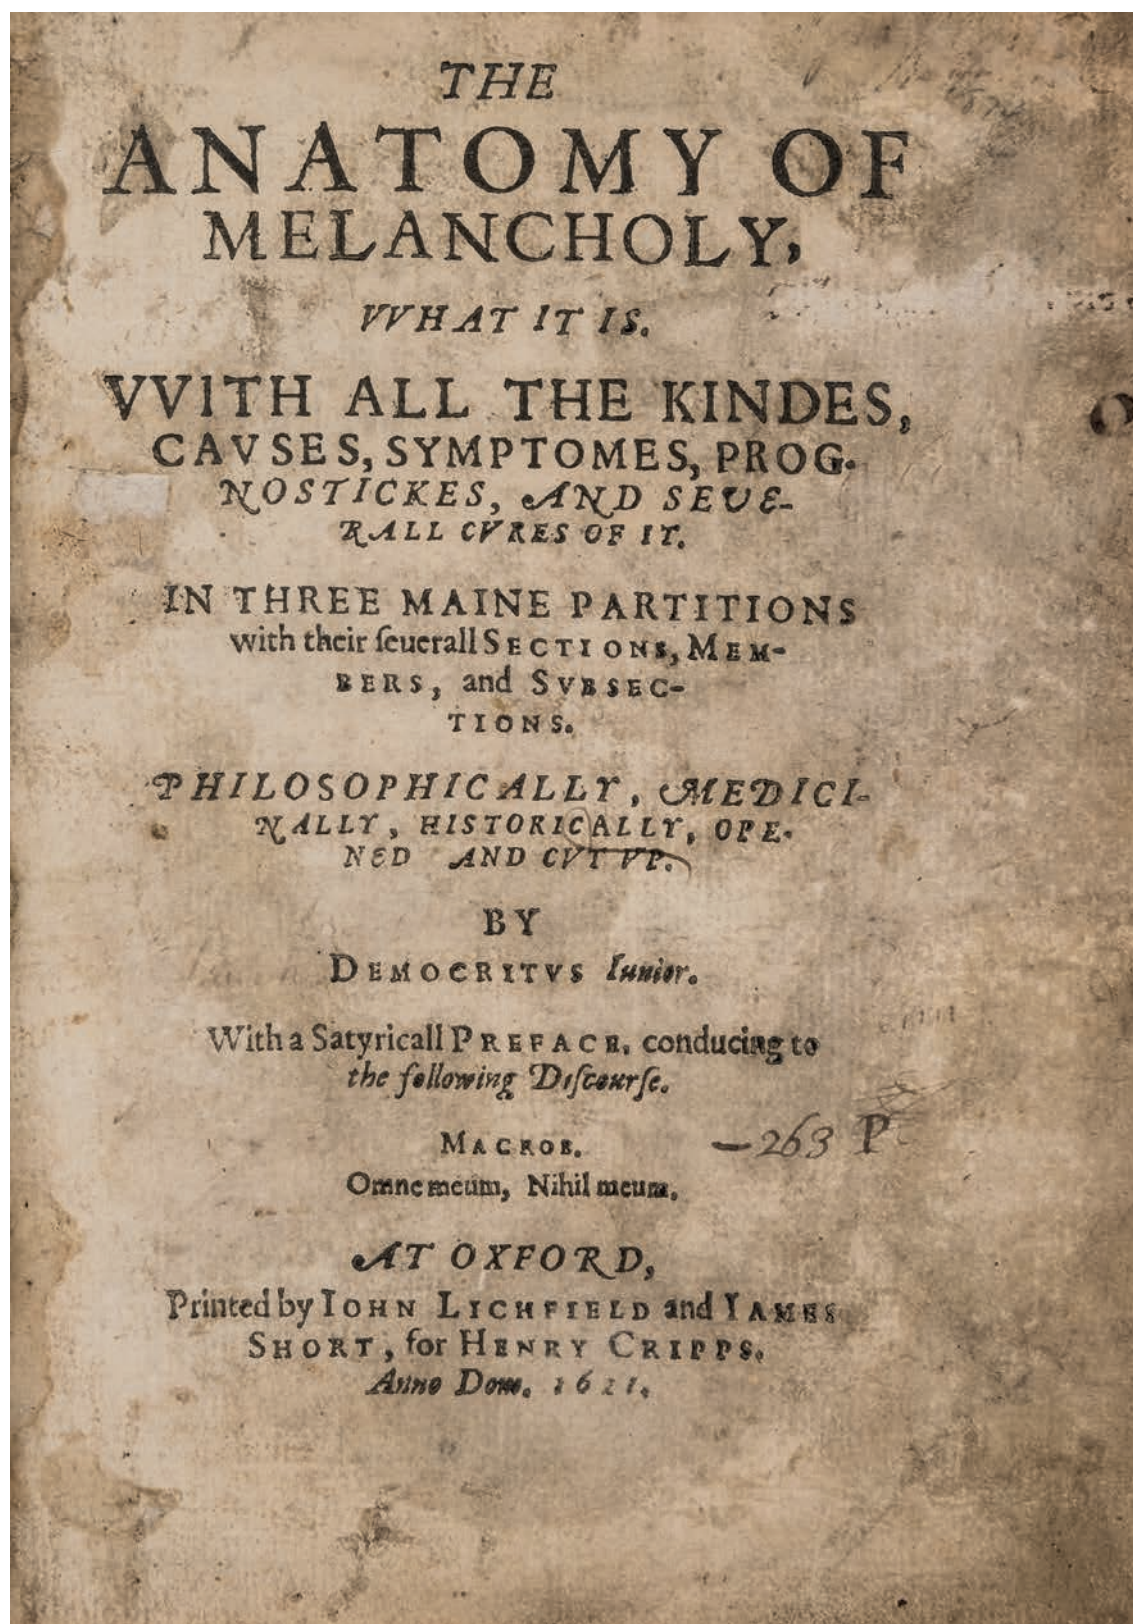 THE
ANATOMY OF
MELANCHOLY,
VVHAT IT IS.
VVITH ALL THE KINDES,
CAVSES, SYMPTOMES, PROG-
NOSTICKES, AND SEVE-
RALL CVRES OF IT.
IN THREE MAINE PARTITIONS
with their ſeuerall SECTIONS, MEM-
BERS, and SVBSEC-
TIONS.
PHILOSOPHICALLY, MEDICI-
NALLY, HISTORICALLY, OPE-
NED AND CVT VP.
BY
DEMOCRITVS Iunior.
With a Satyricall PREFACE, conducing to
the following Diſcourſe.
MACROB.
—263 P
Omne meum, Nihil meum.
AT OXFORD,
Printed by IOHN LICHFIELD and IAMES
SHORT, for HENRY CRIPPS.
Anno Dom. 1621.